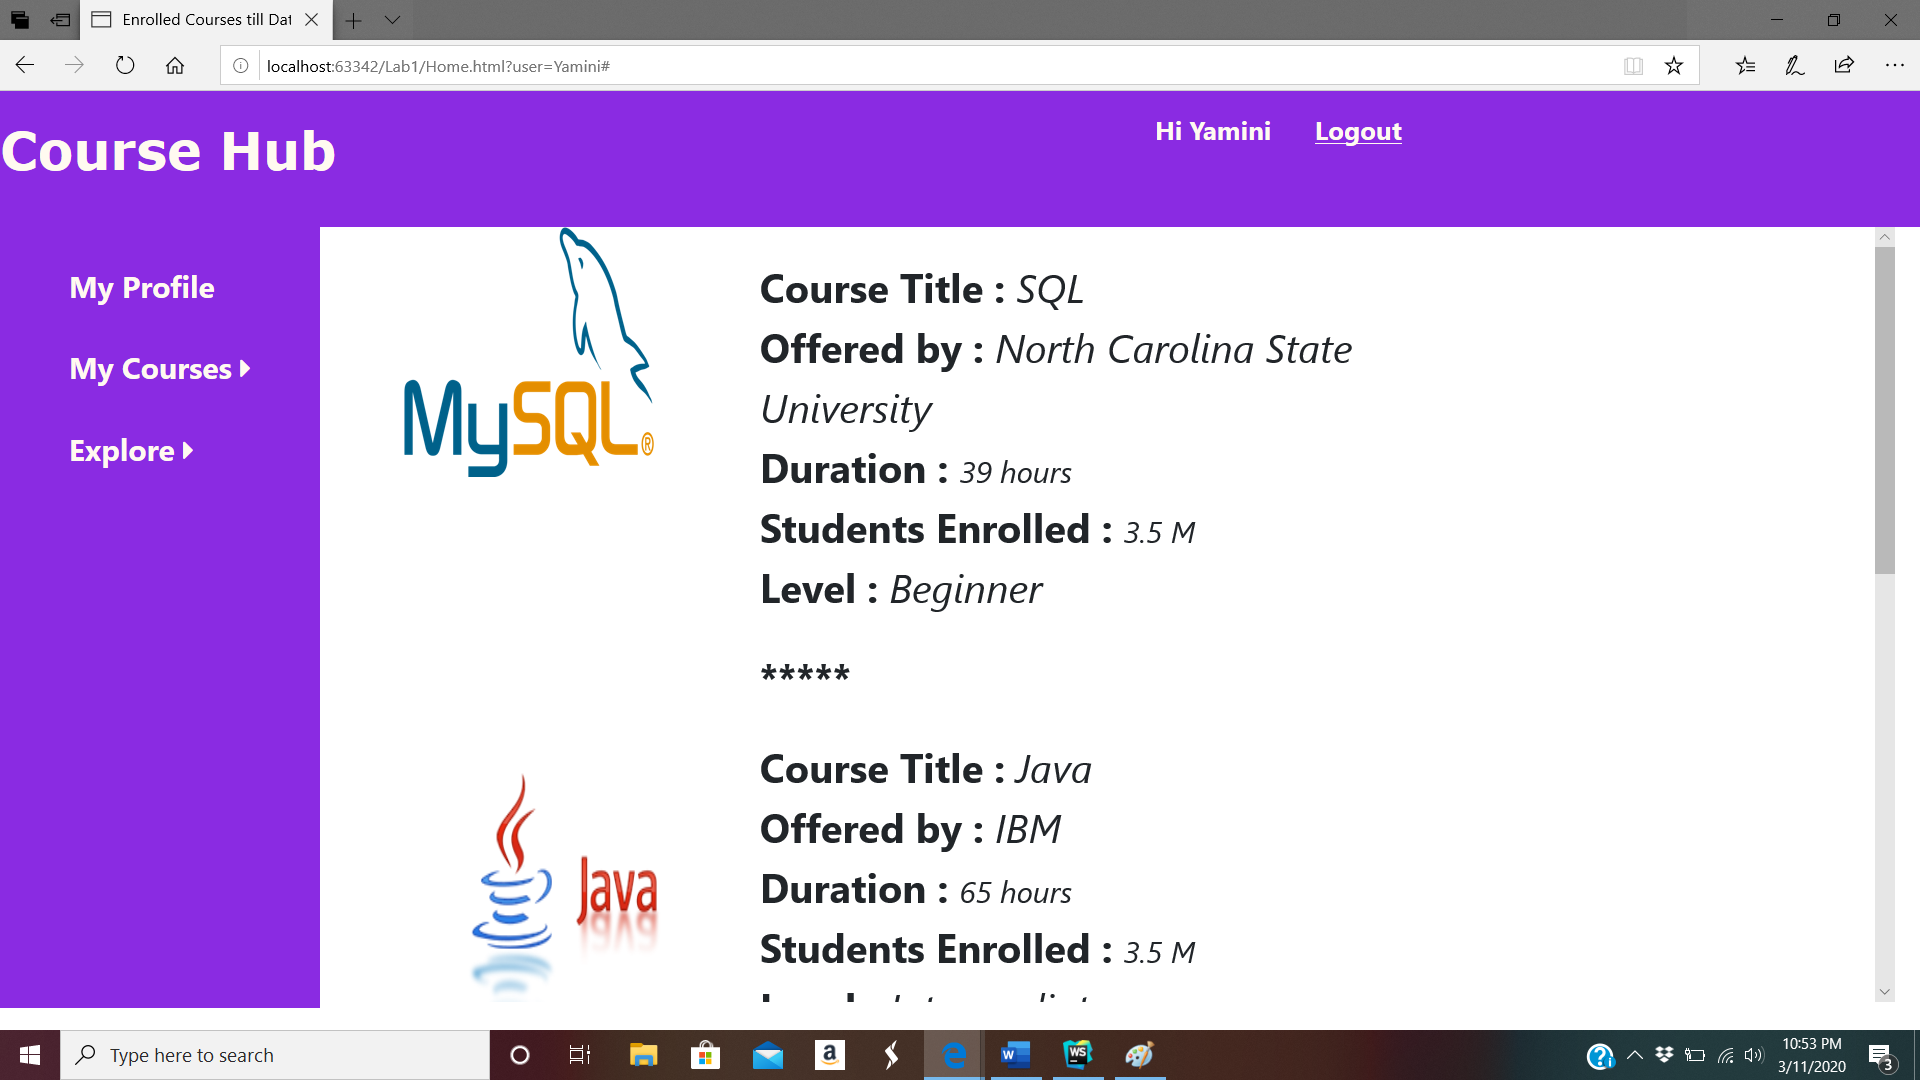 Enrolled Courses till Dat
localhost:63342/Lab1/Home.html?user=Yamini#
Course Hub
Hi Yamini Logout
My Profile
My Courses
Explore
MySQL®
Course Title : SQL
Offered by : North Carolina State
University
Duration : 39 hours
Students Enrolled : 3.5 M
Level : Beginner
*****
Java
Course Title : Java
Offered by : IBM
Duration : 65 hours
Students Enrolled : 3.5 M
Type here to search
a
W
WS
10:53 PM
3/11/2020
3